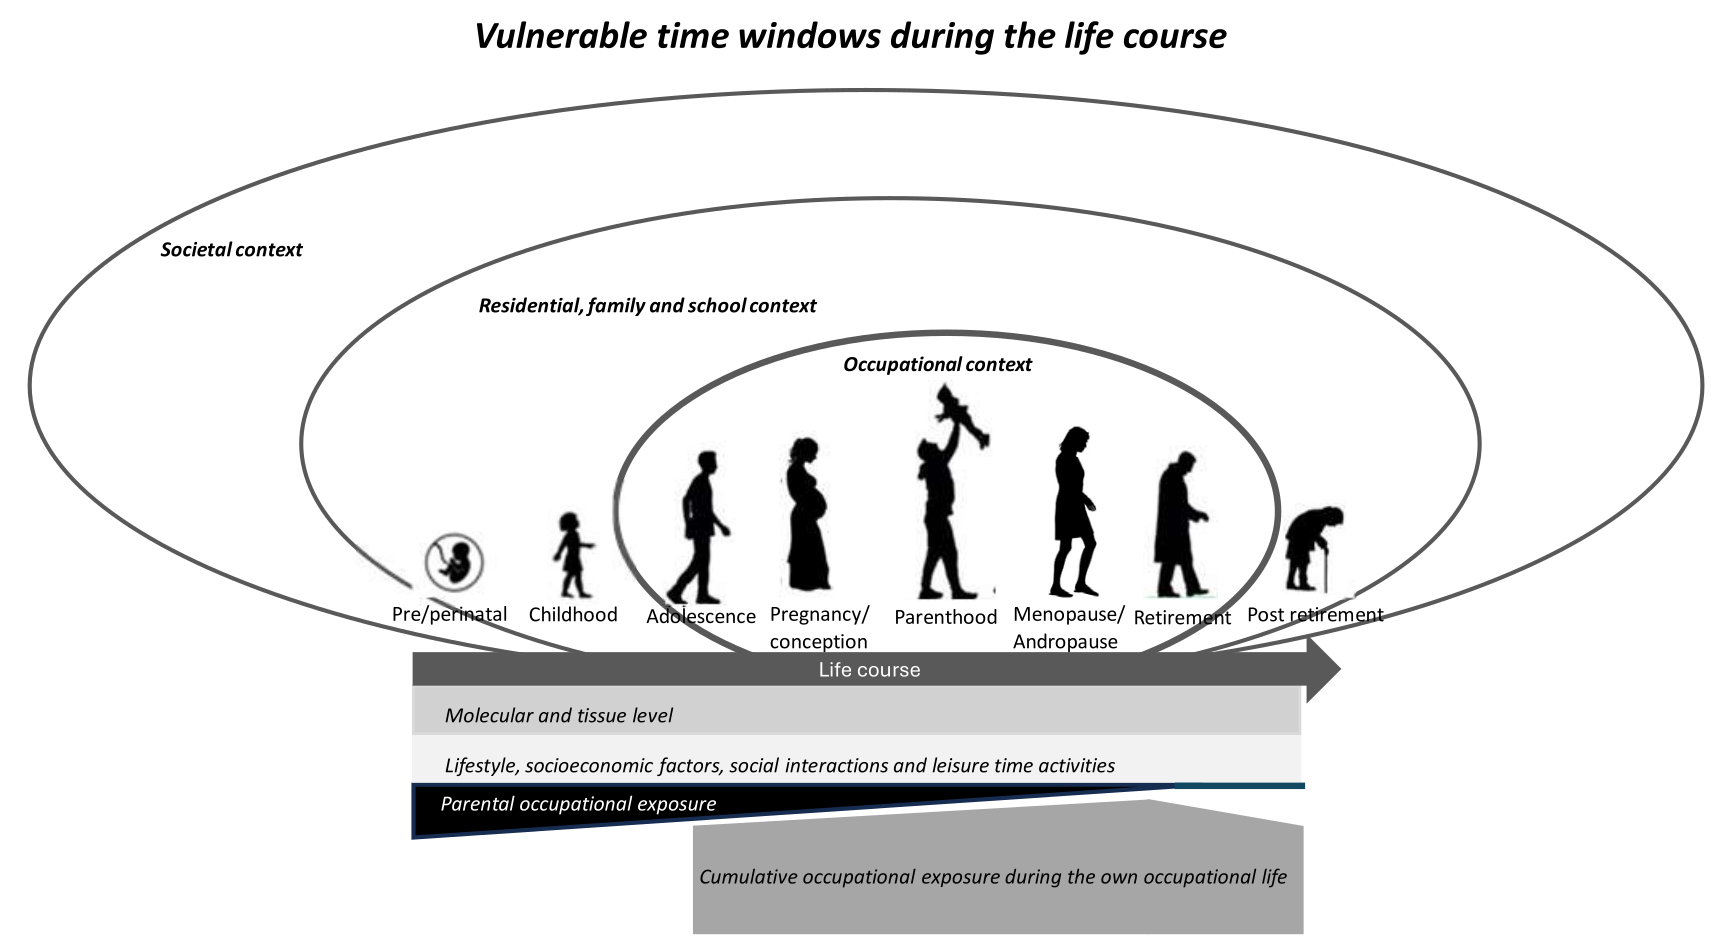 Vulnerable time windows during the life course
Societal context
Residential, family and school context
Occupational context
Pre/perinatal
Childhood
Adolescence
Pregnancy/
conception
Parenthood
Menopause/
Andropause
Retirement
Post retirement
Life course
Molecular and tissue level
Lifestyle, socioeconomic factors, social interactions and leisure time activities
Parental occupational exposure
Cumulative occupational exposure during the own occupational life